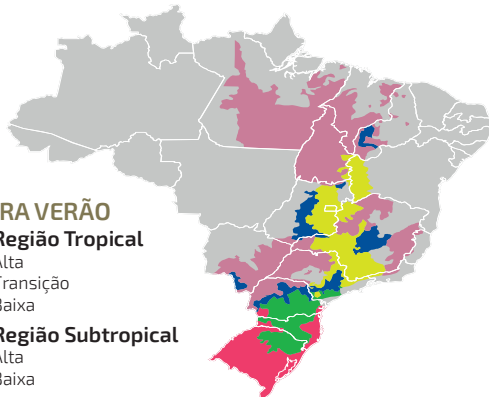 RA VERÃO
Região Tropical
Alta
Transição
Baixa
Região Subtropical
Alta
Baixa